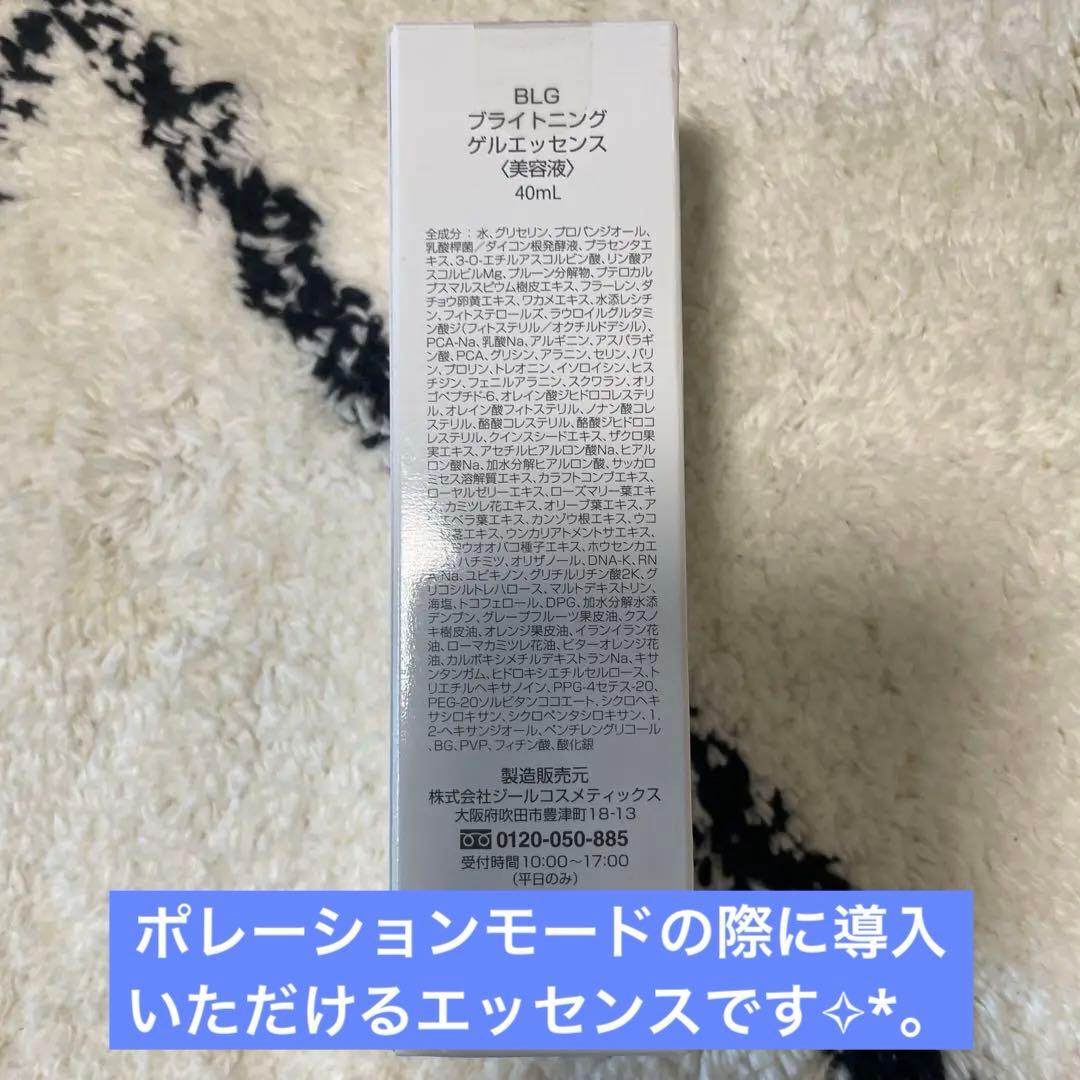 BLG
ブライトニング
ゲルエッセンス
〈美容液〉
40mL
全成分：水、グリセリン、プロパンジオール、
乳酸桿菌／ダイコン根発酵液、プラセンタエ
キス、3-O-エチルアスコルビン酸、リン酸ア
スコルビルMg、プルーン分解物、プテロカル
プスマルスピウム樹皮エキス、フラーレン、ダ
チョウ卵黄エキス、ワカメエキス、水添レシチ
ン、フィトステロールズ、ラウロイルグルタミ
ン酸ジ(フィトステリル／オクチルドデシル)、
PCA-Na、乳酸Na、アルギニン、アスパラギ
ン酸、PCA、グリシン、アラニン、セリン、バリ
ン、プロリン、トレオニン、イソロイシン、ヒス
チジン、フェニルアラニン、スクワラン、オリ
ゴペプチド-6、オレイン酸ジヒドロコレステリ
ル、オレイン酸フィトステリル、ノナン酸コレ
ステリル、酪酸コレステリル、酪酸ジヒドロコ
レステリル、クインスシードエキス、ザクロ果
実エキス、アセチルヒアルロン酸Na、ヒアル
ロン酸Na、加水分解ヒアルロン酸、サッカロ
ミセス溶解質エキス、カラフトコンブエキス、
ローヤルゼリーエキス、ローズマリー葉エキ
ス、カミツレ花エキス、オリーブ葉エキス、ア
エベラ葉エキス、カンゾウ根エキス、ウコ
茎エキス、ウンカリアトメントサエキス、
ウオオバコ種子エキス、ホウセンカエ
ハチミツ、オリザノール、DNA-K、RN
A-Na、ユビキノン、グリチルリチン酸2K、グ
リコシルトレハロース、マルトデキストリン、
海塩、トコフェロール、DPG、加水分解水添
デンプン、グレープフルーツ果皮油、クスノ
キ樹皮油、オレンジ果皮油、イランイラン花
油、ローマカミツレ花油、ビターオレンジ花
油、カルボキシメチルデキストランNa、キサ
ンタンガム、ヒドロキシエチルセルロース、ト
リエチルヘキサノイン、PPG-4セテス-20、
PEG-20ソルビタンココエート、シクロヘキ
サシロキサン、シクロペンタシロキサン、1,
2-ヘキサンジオール、ペンチレングリコール
、BG、PVP、フィチン酸、酸化銀
製造販売元
株式会社ジールコスメティックス
大阪府吹田市豊津町18-13
0120-050-885
受付時間10:00〜17:00
(平日のみ)
ポレーションモードの際に導入
いただけるエッセンスです✧*。